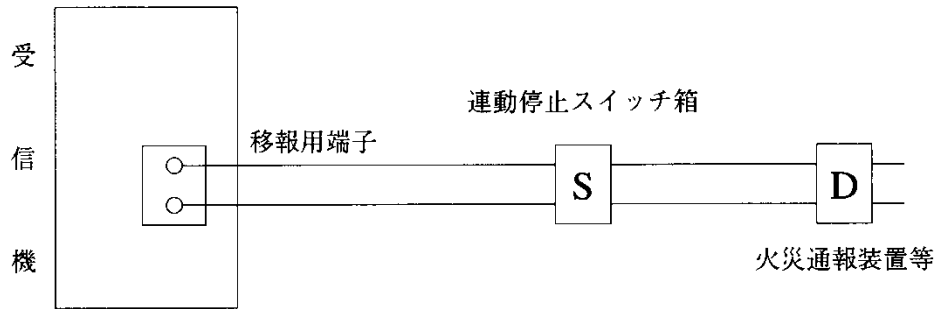 受信機
移報用端子
連動停止スイッチ箱
S
D
火災通報装置等